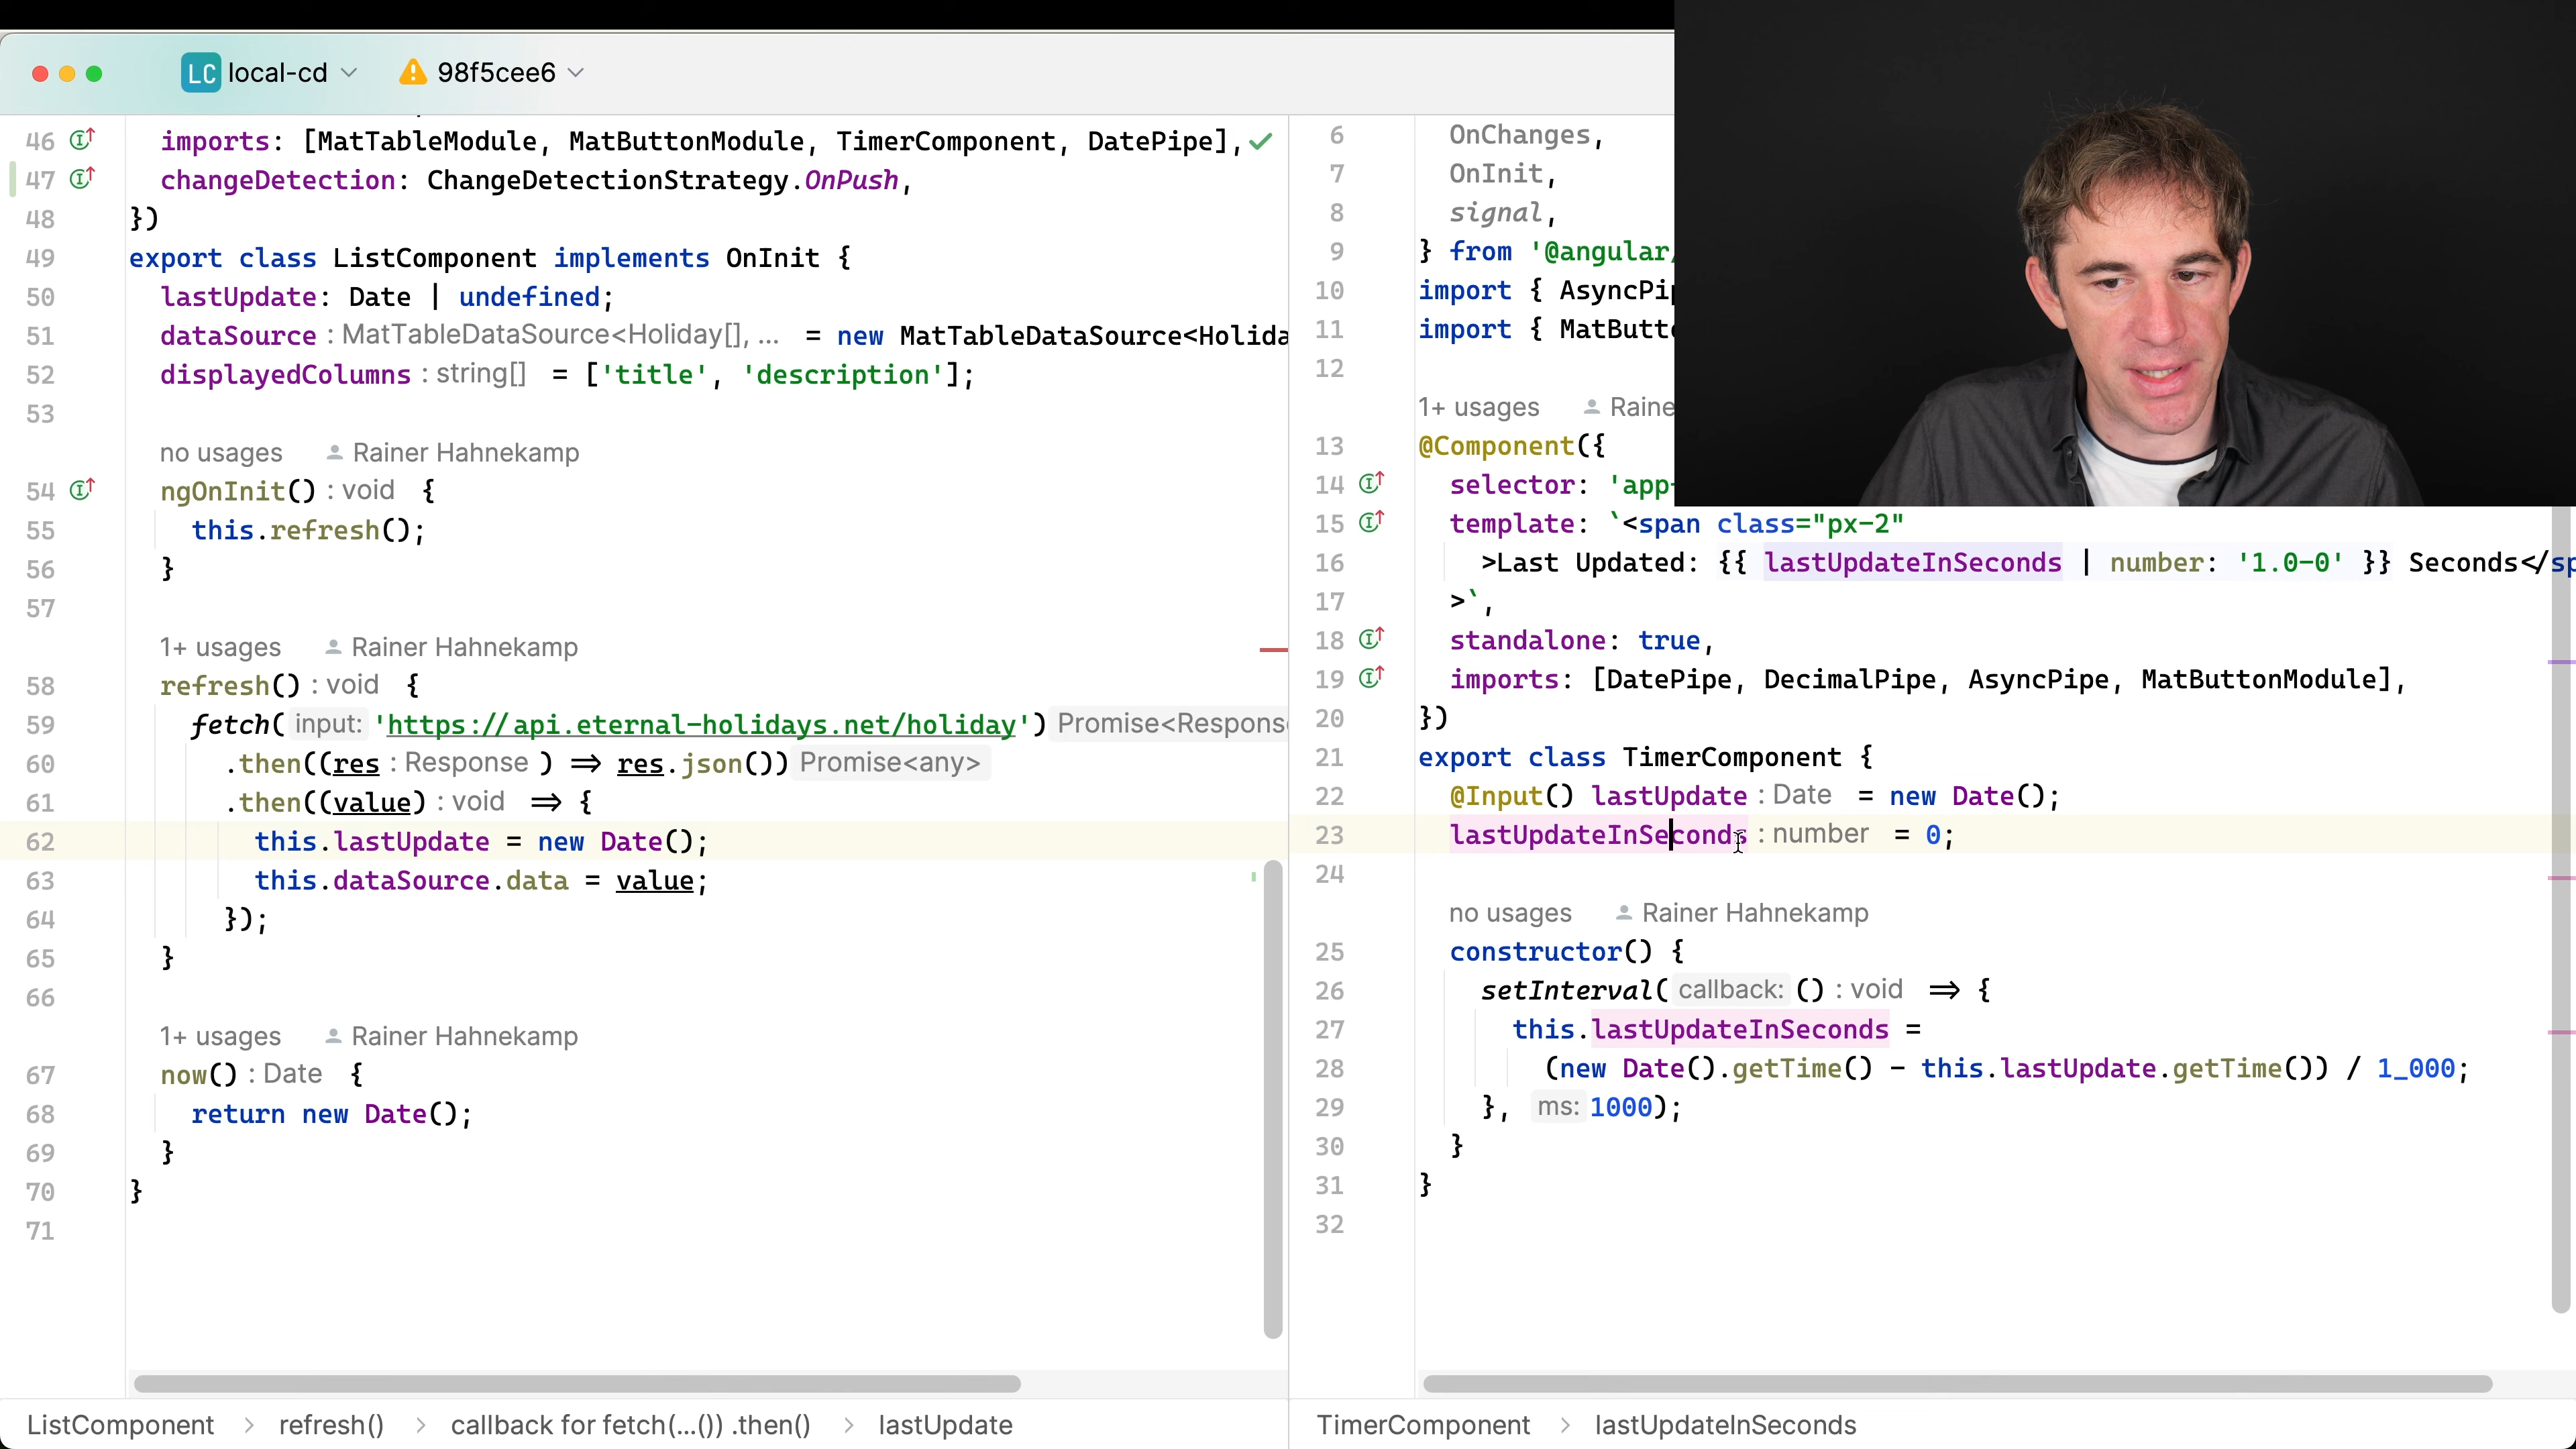 LC local-cd 98f5cee6
46 imports: [MatTableModule, MatButtonModule, TimerComponent, DatePipe],
47 changeDetection: ChangeDetectionStrategy.OnPush,
48 })
49 export class ListComponent implements OnInit {
50 lastUpdate: Date | undefined;
51 dataSource : MatTableDataSource<Holiday[], ... = new MatTableDataSource<Holida
52 displayedColumns : string[] = ['title', 'description'];
53
no usages Rainer Hahnekamp
54 ngOnInit() : void {
55 this.refresh();
56 }
57
1+ usages Rainer Hahnekamp
58 refresh() : void {
59 fetch( input: 'https://api.eternal-holidays.net/holiday') Promise<Respons
60 .then((res : Response ) => res.json()) Promise<any>
61 .then((value) : void => {
62 this.lastUpdate = new Date();
63 this.dataSource.data = value;
64 });
65 }
66
1+ usages Rainer Hahnekamp
67 now() : Date {
68 return new Date();
69 }
70 }
71
ListComponent > refresh() > callback for fetch(...()) .then() > lastUpdate
6 OnChanges,
7 OnInit,
8 signal,
9 } from '@angular/
10 import { AsyncPip
11 import { MatButto
12
1+ usages Raine
13 @Component({
14 selector: 'app-
15 template: `<span class="px-2"
16 >Last Updated: {{ lastUpdateInSeconds | number: '1.0-0' }} Seconds</sp
17 >`,
18 standalone: true,
19 imports: [DatePipe, DecimalPipe, AsyncPipe, MatButtonModule],
20 })
21 export class TimerComponent {
22 @Input() lastUpdate : Date = new Date();
23 lastUpdateInSeconds : number = 0;
24
no usages Rainer Hahnekamp
25 constructor() {
26 setInterval( callback: () : void => {
27 this.lastUpdateInSeconds =
28 (new Date().getTime() - this.lastUpdate.getTime()) / 1_000;
29 }, ms: 1000);
30 }
31 }
32
TimerComponent > lastUpdateInSeconds